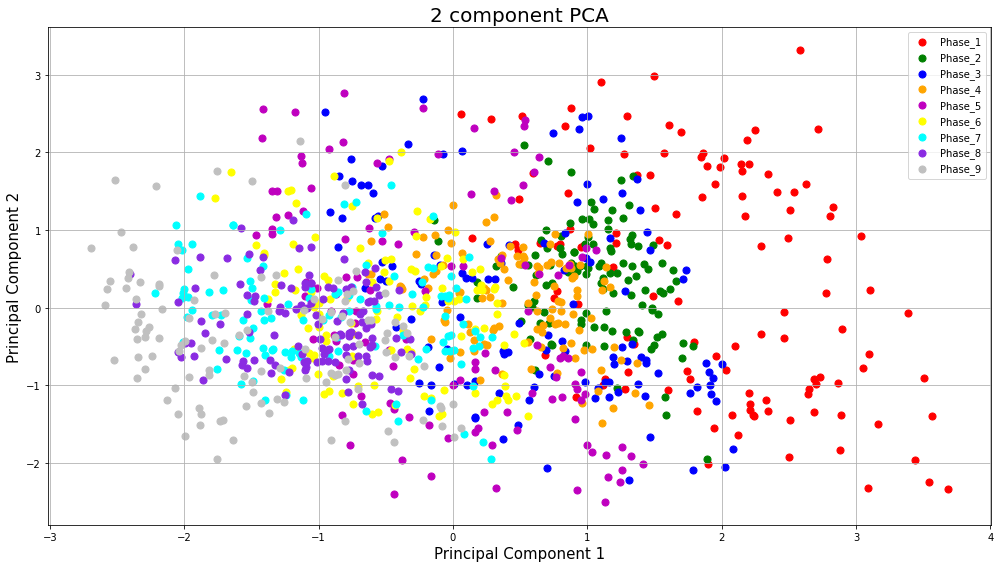 2 component PCA
Principal Component 2
3
2
1
0
−1
−2
Phase_1
Phase_2
Phase_3
Phase_4
Phase_5
Phase_6
Phase_7
Phase_8
Phase_9
−3 −2 −1 0 1 2 3 4
Principal Component 1